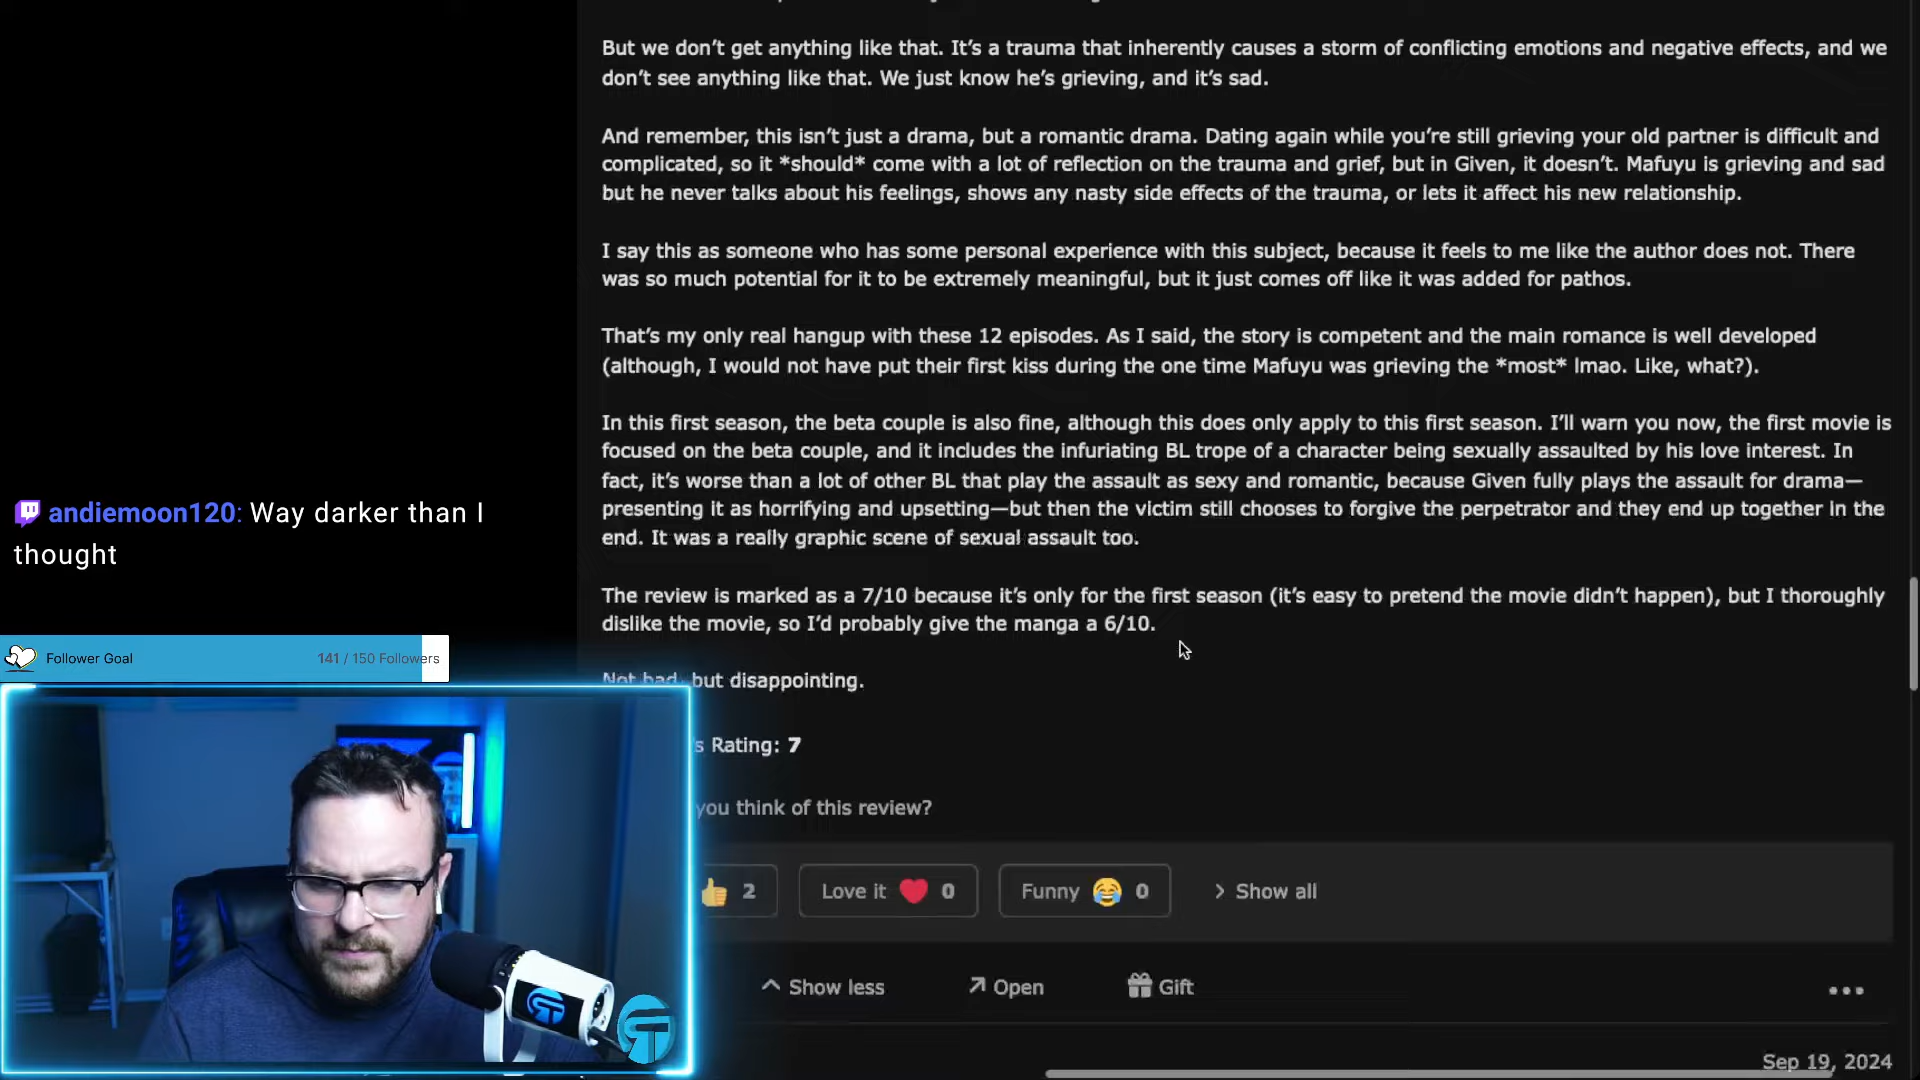 But we don’t get anything like that. It’s a trauma that inherently causes a storm of conflicting emotions and negative effects, and we
don’t see anything like that. We just know he’s grieving, and it’s sad.
And remember, this isn’t just a drama, but a romantic drama. Dating again while you’re still grieving your old partner is difficult and
complicated, so it *should* come with a lot of reflection on the trauma and grief, but in Given, it doesn’t. Mafuyu is grieving and sad
but he never talks about his feelings, shows any nasty side effects of the trauma, or lets it affect his new relationship.
I say this as someone who has some personal experience with this subject, because it feels to me like the author does not. There
was so much potential for it to be extremely meaningful, but it just comes off like it was added for pathos.
That’s my only real hangup with these 12 episodes. As I said, the story is competent and the main romance is well developed
(although, I would not have put their first kiss during the one time Mafuyu was grieving the *most* lmao. Like, what?).
In this first season, the beta couple is also fine, although this does only apply to this first season. I’ll warn you now, the first movie is
focused on the beta couple, and it includes the infuriating BL trope of a character being sexually assaulted by his love interest. In
fact, it’s worse than a lot of other BL that play the assault as sexy and romantic, because Given fully plays the assault for drama—
presenting it as horrifying and upsetting—but then the victim still chooses to forgive the perpetrator and they end up together in the
end. It was a really graphic scene of sexual assault too.
The review is marked as a 7/10 because it’s only for the first season (it’s easy to pretend the movie didn’t happen), but I thoroughly
dislike the movie, so I’d probably give the manga a 6/10.
Not bad, but disappointing.
s Rating: 7
you think of this review?
2 Love it 0 Funny 0 Show all
Show less Open Gift
Sep 19, 2024
andiemoon120: Way darker than I
thought
Follower Goal 141 / 150 Followers